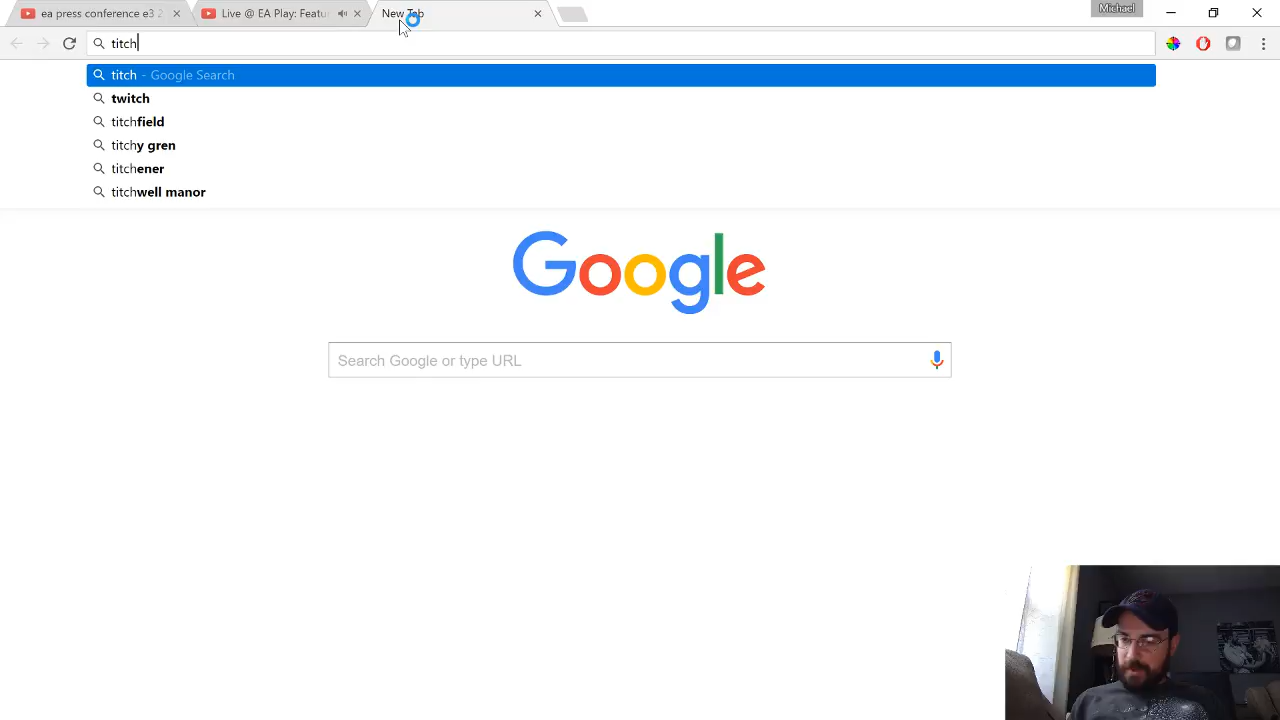 ea press conference e3 2
Live @ EA Play: Featur
New Tab
Michael
titch
titch - Google Search
twitch
titchfield
titchy gren
titchener
titchwell manor
Google
Search Google or type URL